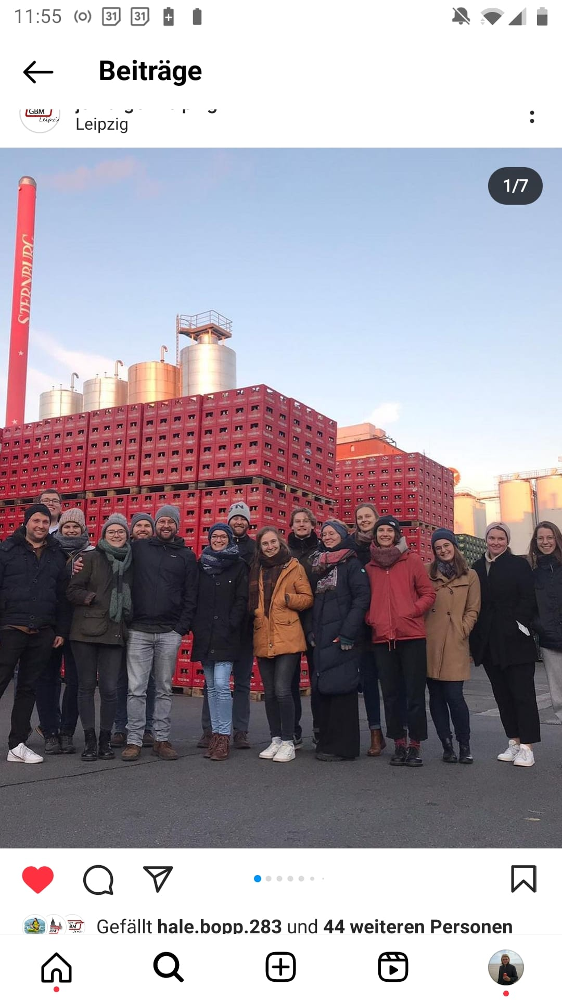 11:55
31
31
Beiträge
GBM
Leipzig
Leipzig
1/7
STERNBURG
N
Gefällt hale.bopp.283 und 44 weiteren Personen